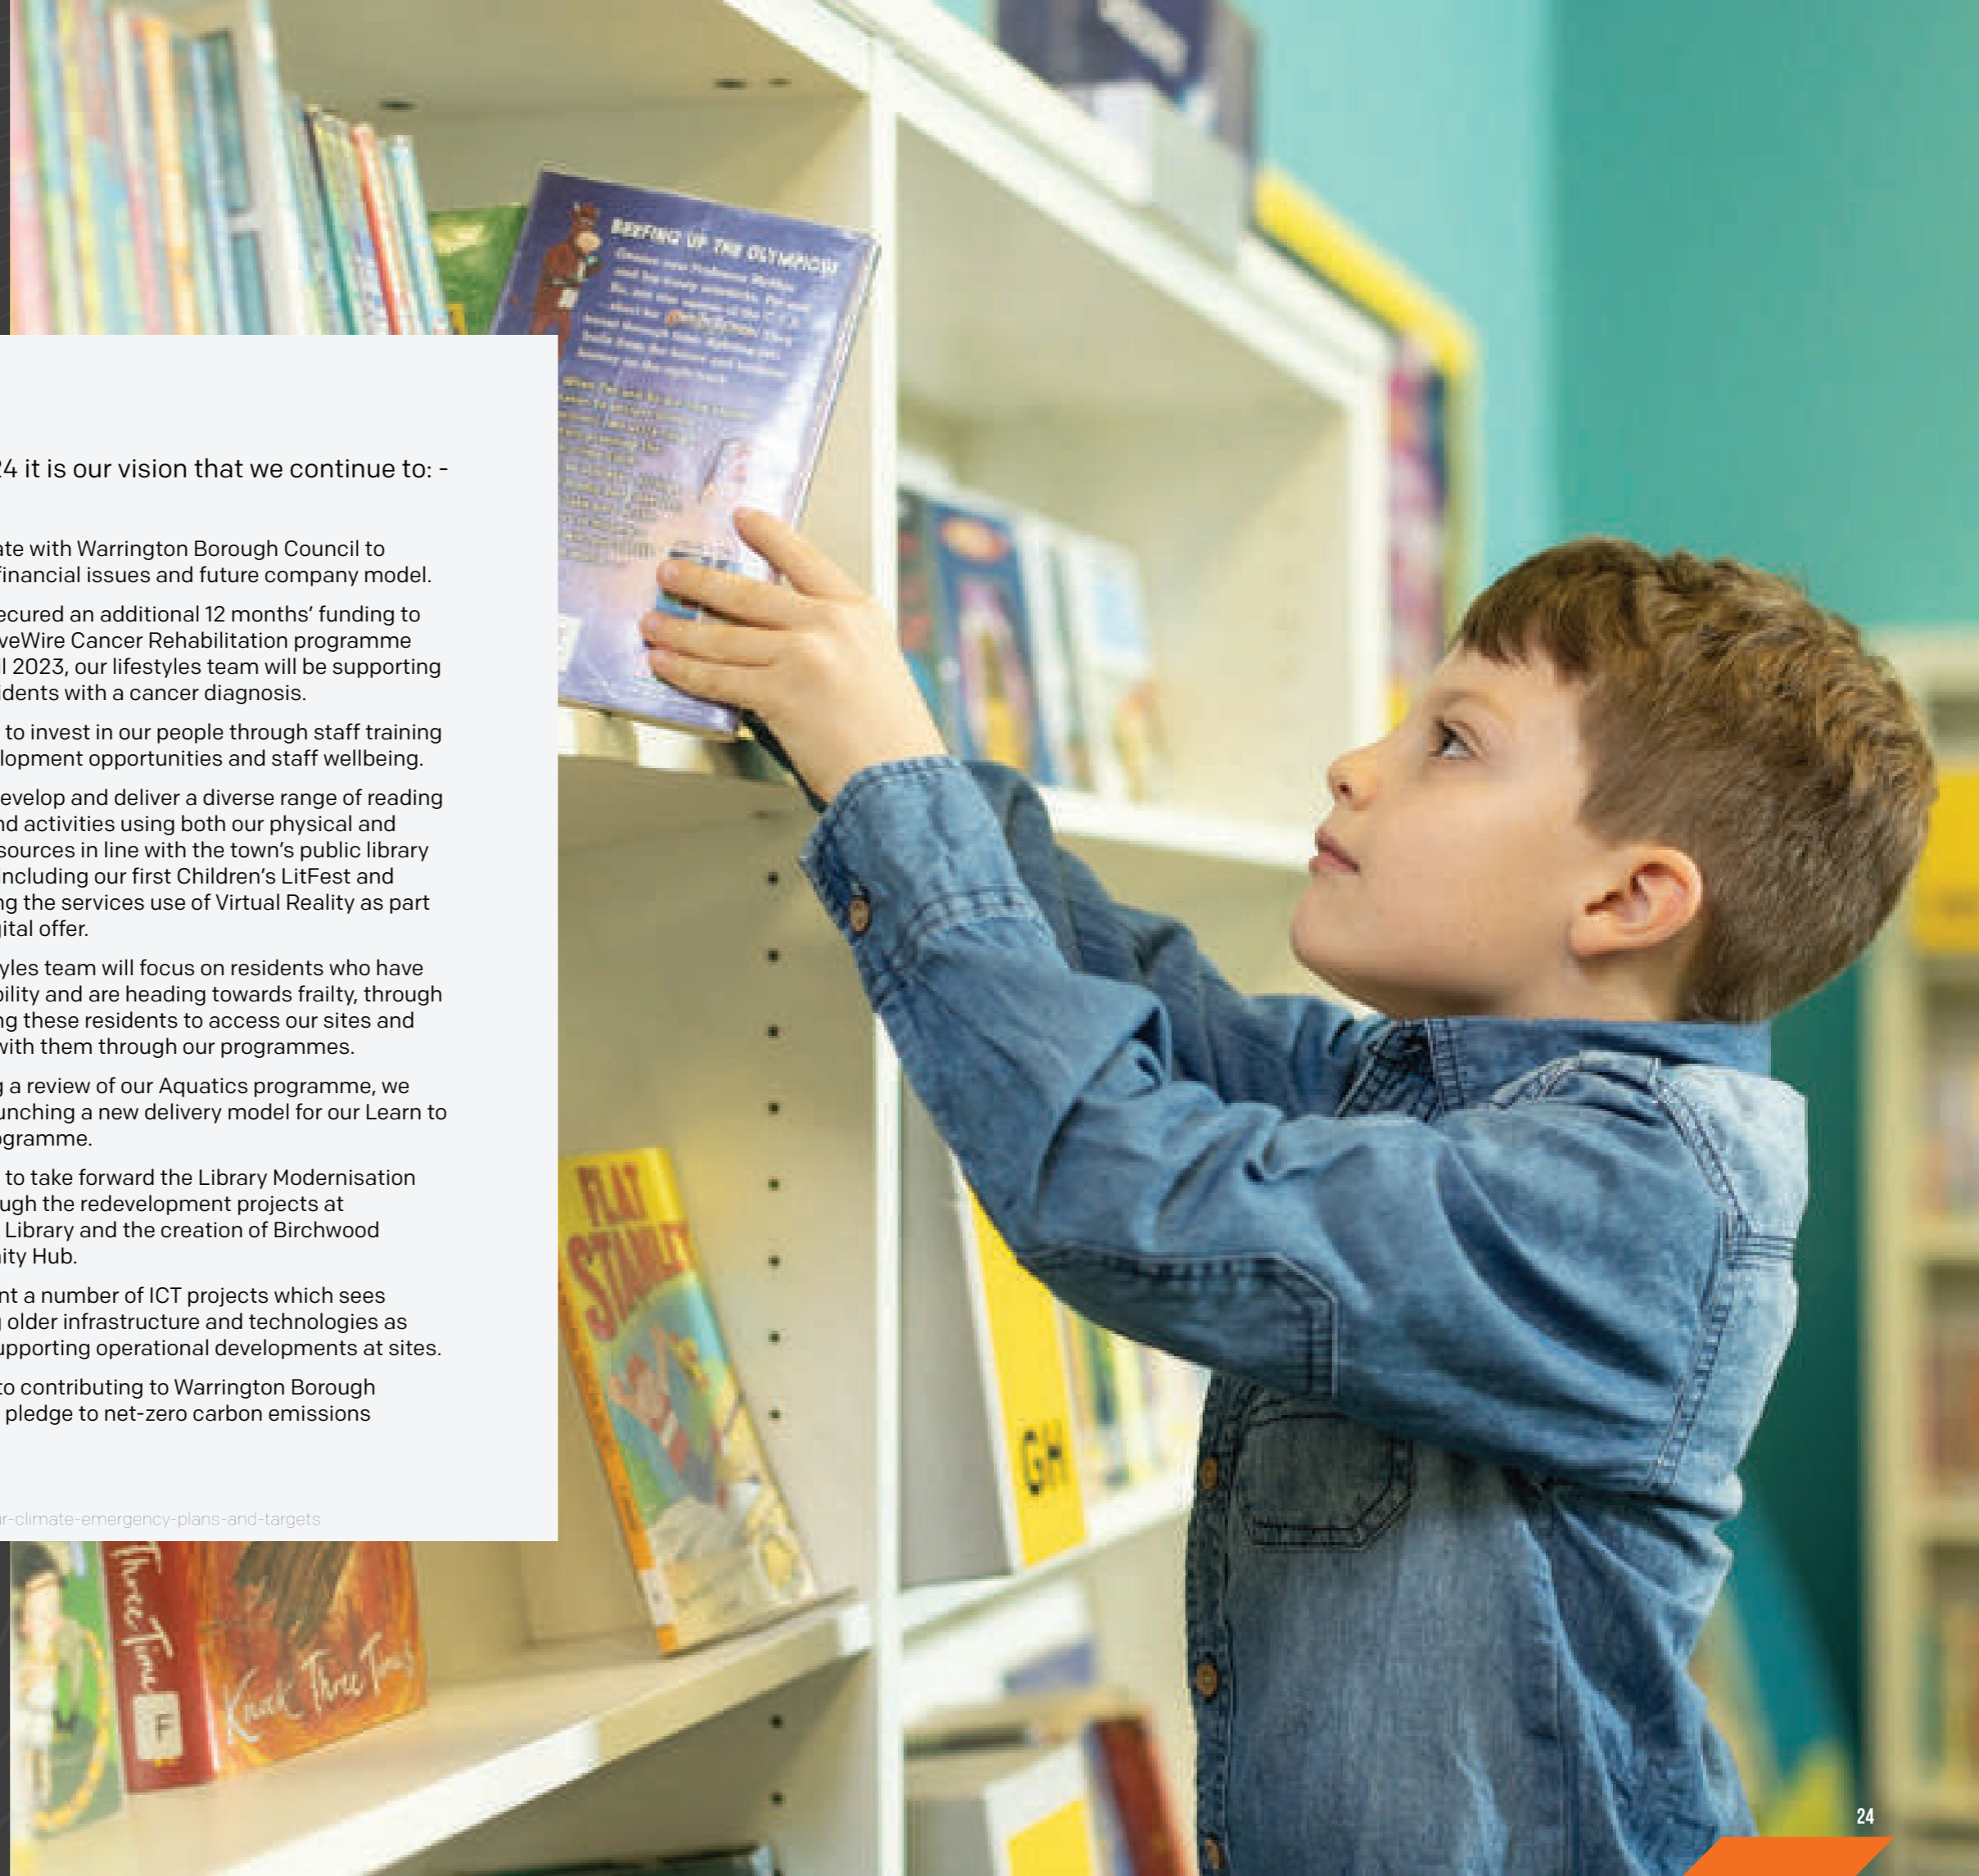 24 it is our vision that we continue to: -
ate with Warrington Borough Council to
financial issues and future company model.
ecured an additional 12 months' funding to
veWire Cancer Rehabilitation programme
il 2023, our lifestyles team will be supporting
idents with a cancer diagnosis.
to invest in our people through staff training
lopment opportunities and staff wellbeing.
evelop and deliver a diverse range of reading
nd activities using both our physical and
sources in line with the town's public library
including our first Children's LitFest and
ng the services use of Virtual Reality as part
gital offer.
yles team will focus on residents who have
bility and are heading towards frailty, through
ng these residents to access our sites and
with them through our programmes.
g a review of our Aquatics programme, we
unching a new delivery model for our Learn to
ogramme.
to take forward the Library Modernisation
ugh the redevelopment projects at
Library and the creation of Birchwood
ity Hub.
nt a number of ICT projects which sees
g older infrastructure and technologies as
upporting operational developments at sites.
to contributing to Warrington Borough
pledge to net-zero carbon emissions
r-climate-emergency-plans-and-targets
BEEFING UP THE OLYMPICS!
FLAT
STANLEY
GH
Three Time
F
Knock Three Times
24